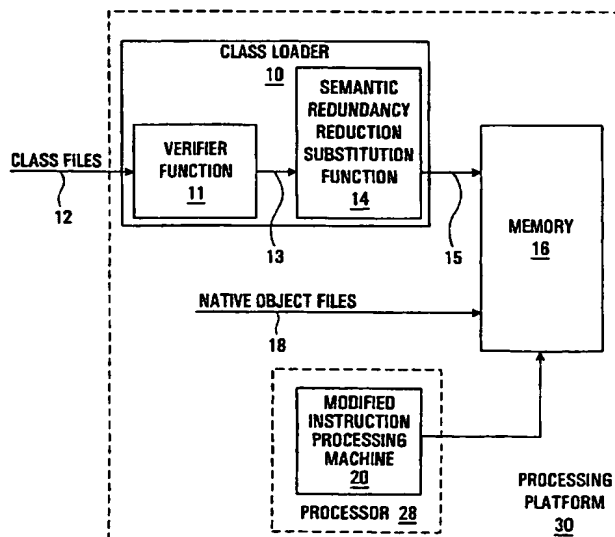 CLASS LOADER
10
SEMANTIC
REDUNDANCY
REDUCTION
SUBSTITUTION
FUNCTION
14
VERIFIER
FUNCTION
11
CLASS FILES
12
13
15
MEMORY
16
NATIVE OBJECT FILES
18
MODIFIED
INSTRUCTION
PROCESSING
MACHINE
20
PROCESSOR 28
PROCESSING
PLATFORM
30